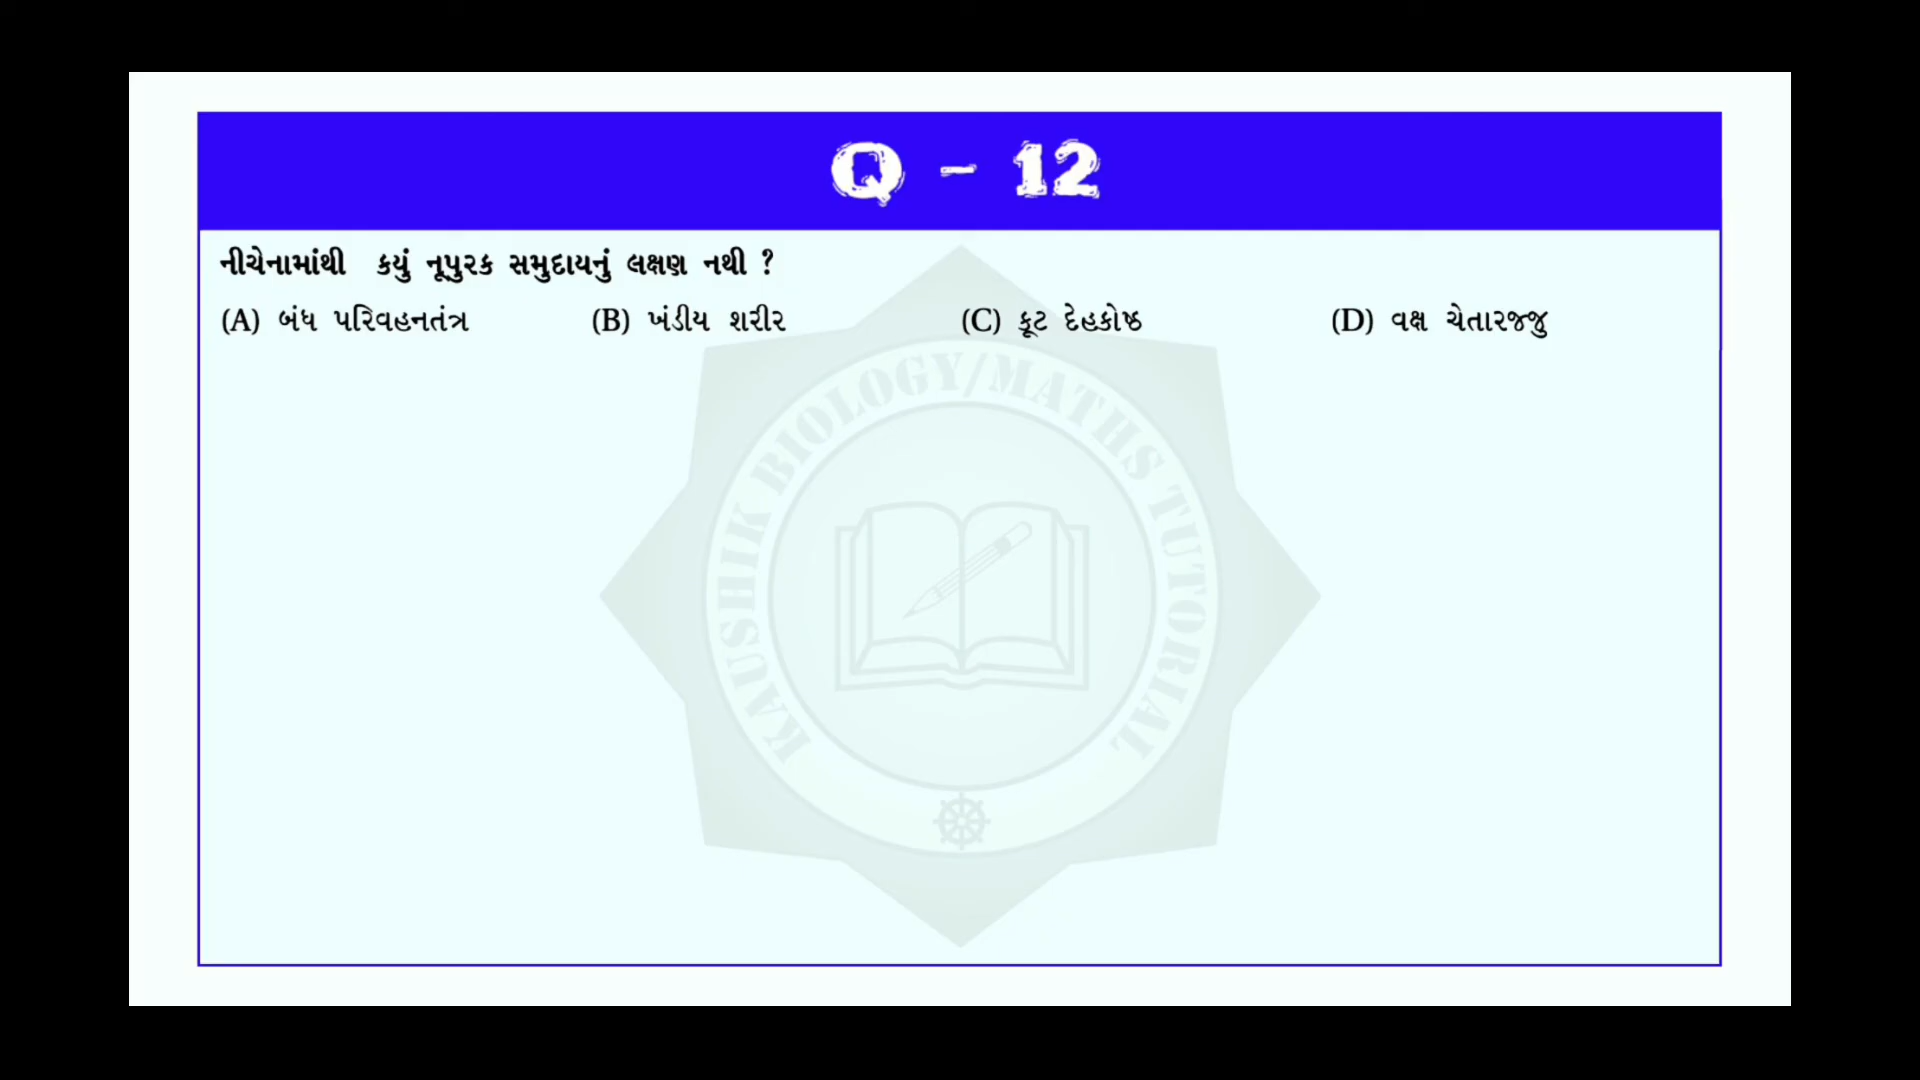 Q - 12
નીચેનામાંથી કયું નૂપુરક સમુદાયનું લક્ષણ નથી ?
(A) બંધ પરિવહનતંત્ર (B) ખંડીય શરીર (C) કૂટ દેહકોષ્ઠ (D) વક્ષ ચેતારજ્જુ
KAUSHIK BIOLOGY/MATHS TUTORIAL